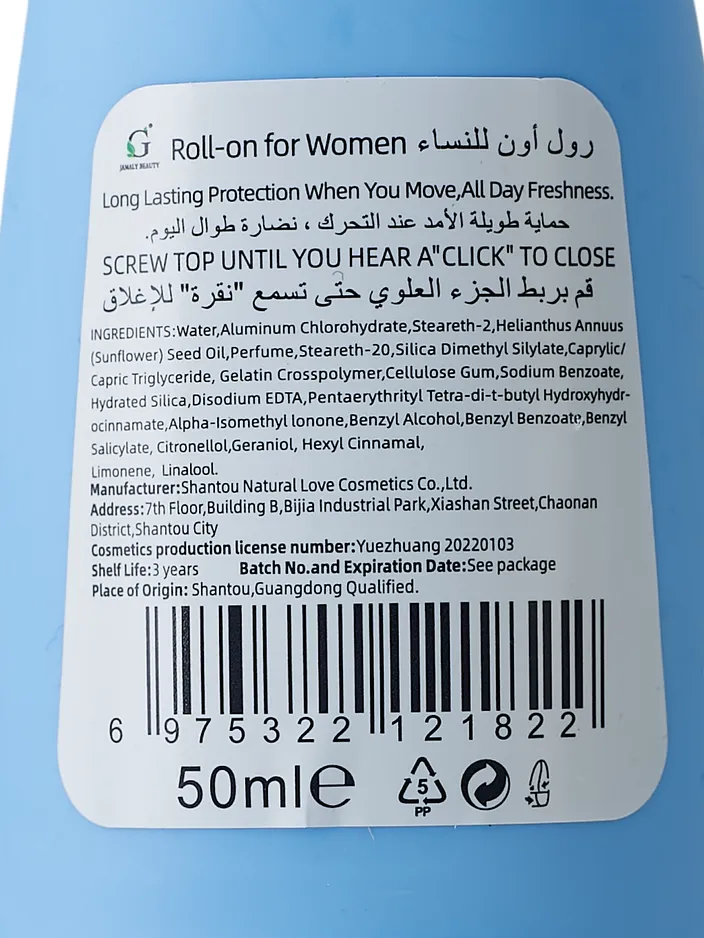 G
JAMALY BEAUTY
Roll-on for Women رول أون للنساء
Long Lasting Protection When You Move,All Day Freshness.
حماية طويلة الأمد عند التحرك ، نضارة طوال اليوم.
SCREW TOP UNTIL YOU HEAR A"CLICK" TO CLOSE
قم بربط الجزء العلوي حتى تسمع "نقرة" للإغلاق
INGREDIENTS:Water,Aluminum Chlorohydrate,Steareth-2,Helianthus Annuus
(Sunflower) Seed Oil,Perfume,Steareth-20,Silica Dimethyl Silylate,Caprylic/
Capric Triglyceride, Gelatin Crosspolymer,Cellulose Gum,Sodium Benzoate,
Hydrated Silica,Disodium EDTA,Pentaerythrityl Tetra-di-t-butyl Hydroxyhydr-
ocinnamate,Alpha-Isomethyl lonone,Benzyl Alcohol,Benzyl Benzoate,Benzyl
Salicylate, Citronellol,Geraniol, Hexyl Cinnamal,
Limonene, Linalool.
Manufacturer:Shantou Natural Love Cosmetics Co.,Ltd.
Address:7th Floor,Building B,Bijia Industrial Park,Xiashan Street,Chaonan
District,Shantou City
Cosmetics production license number:Yuezhuang 20220103
Shelf Life:3 years Batch No.and Expiration Date:See package
Place of Origin: Shantou,Guangdong Qualified.
6 975322 121822
50ml℮ 5
PP